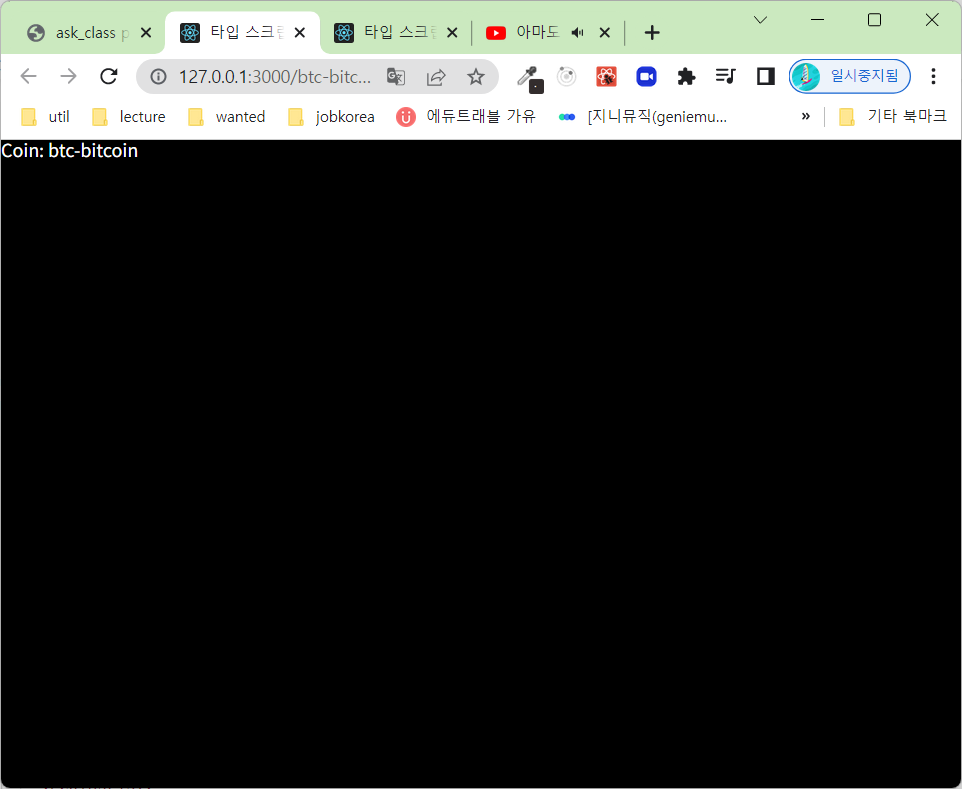 ask_class p
타입 스크
타입 스크
아마도
127.0.0.1:3000/btc-bitc...
일시중지됨
util
lecture
wanted
jobkorea
에듀트래블 가유
[지니뮤직(geniemu...
»
기타 북마크
Coin: btc-bitcoin